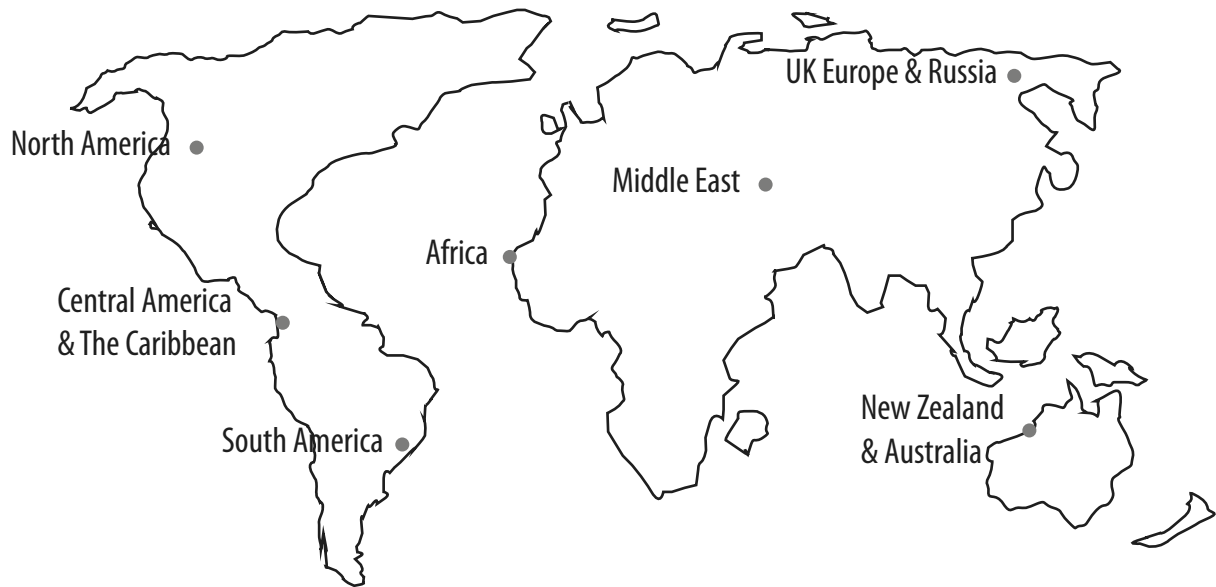 UK Europe & Russia
North America
Middle East
Africa
Central America
& The Caribbean
New Zealand
& Australia
South America